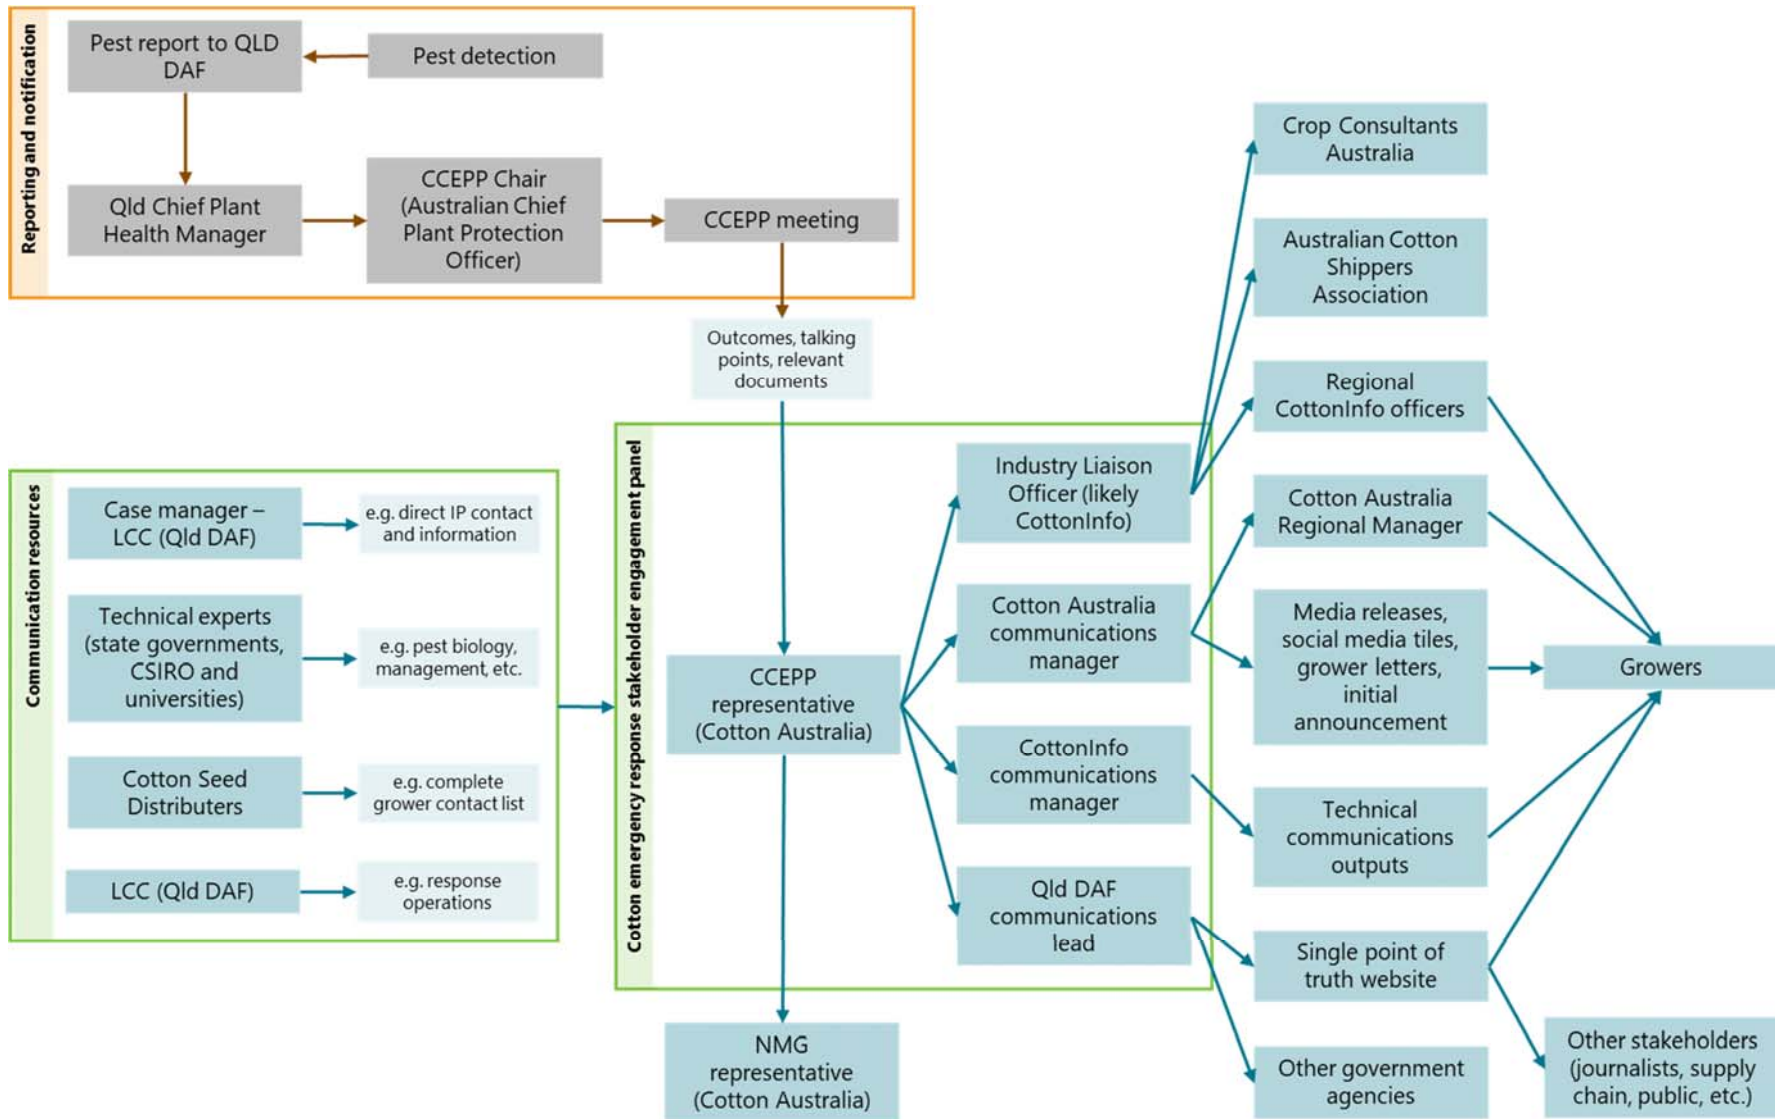 Reporting and notification
Pest report to QLD
DAF
Pest detection
Qld Chief Plant
Health Manager
CCEPP Chair
(Australian Chief
Plant Protection
Officer)
CCEPP meeting
Outcomes, talking
points, relevant
documents
Communication resources
Case manager –
LCC (Qld DAF)
e.g. direct IP contact
and information
Technical experts
(state governments,
CSIRO and
universities)
e.g. pest biology,
management, etc.
Cotton Seed
Distributers
e.g. complete
grower contact list
LCC (Qld DAF)
e.g. response
operations
Cotton emergency response stakeholder engagement panel
CCEPP
representative
(Cotton Australia)
NMG
representative
(Cotton Australia)
Industry Liaison
Officer (likely
CottonInfo)
Cotton Australia
communications
manager
CottonInfo
communications
manager
Qld DAF
communications
lead
Crop Consultants
Australia
Australian Cotton
Shippers
Association
Regional
CottonInfo officers
Cotton Australia
Regional Manager
Media releases,
social media tiles,
grower letters,
initial
announcement
Technical
communications
outputs
Single point of
truth website
Other government
agencies
Growers
Other stakeholders
(journalists, supply
chain, public, etc.)